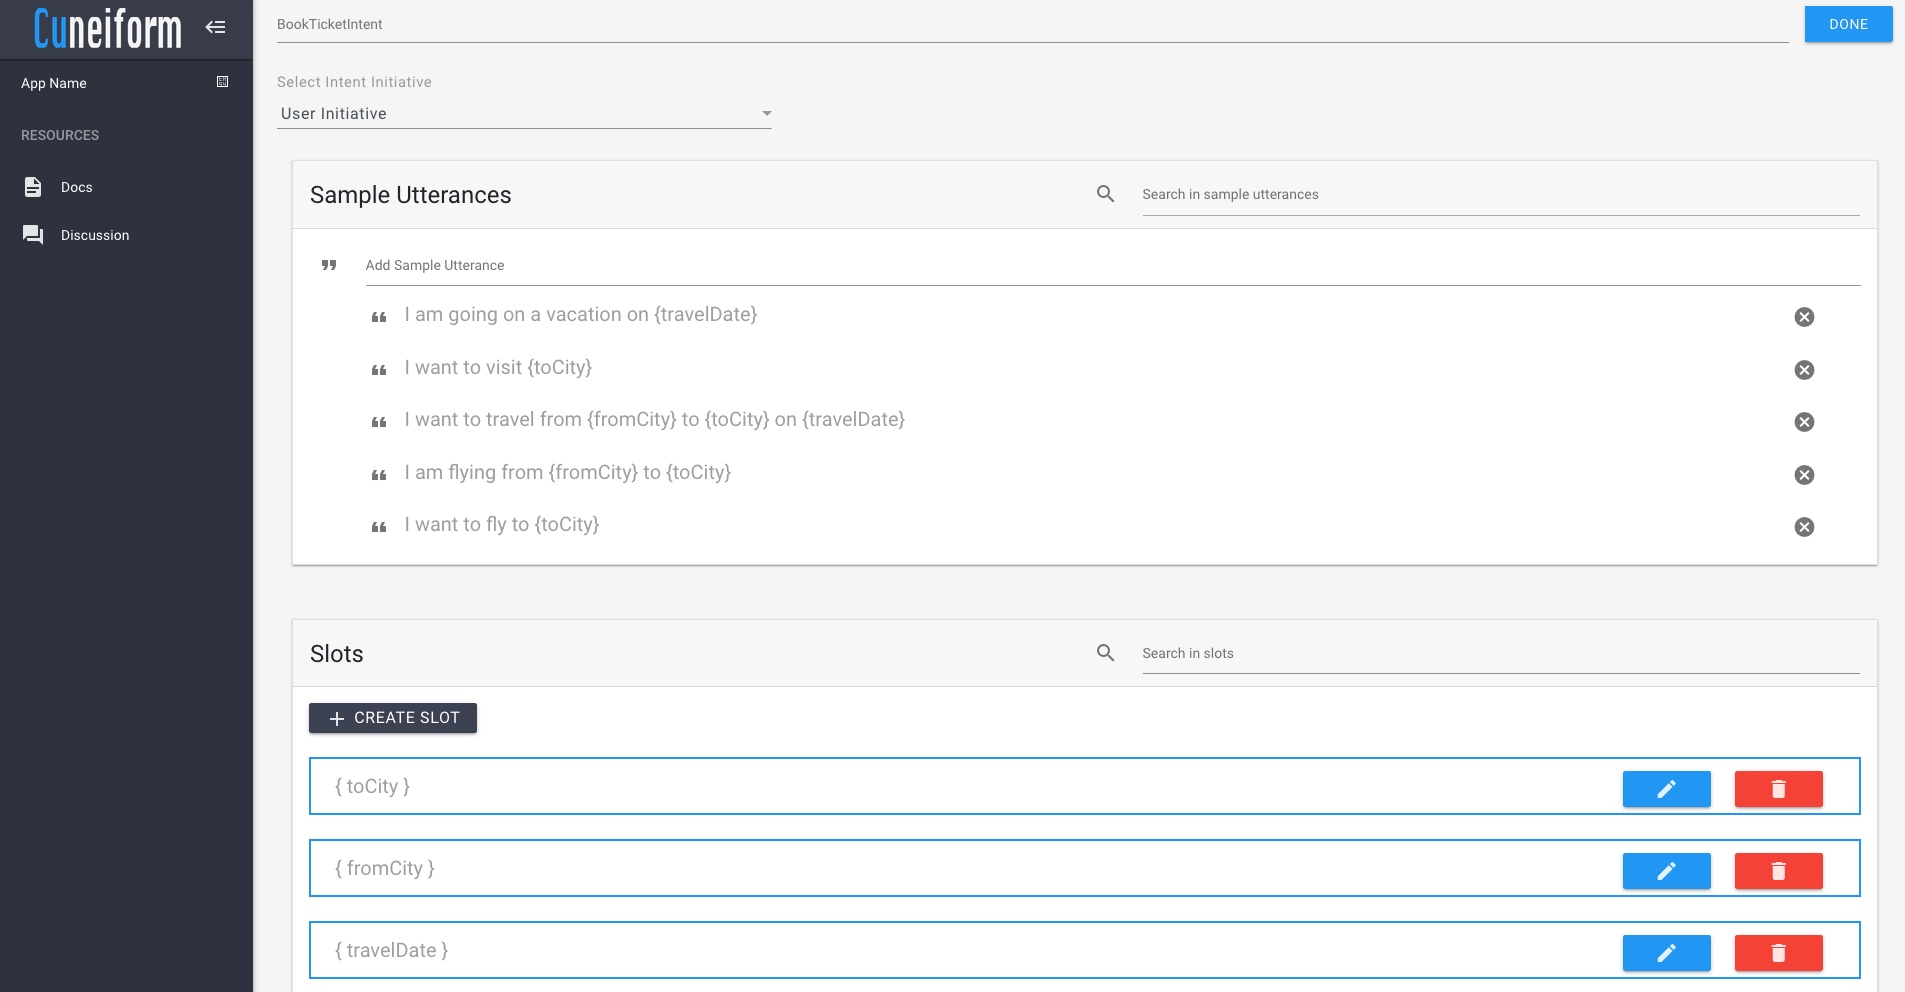 Cuneiform
App Name
RESOURCES
Docs
Discussion
BookTicketIntent
DONE
Select Intent Initiative
User Initiative
Sample Utterances
Search in sample utterances
Add Sample Utterance
I am going on a vacation on {travelDate}
I want to visit {toCity}
I want to travel from {fromCity} to {toCity} on {travelDate}
I am flying from {fromCity} to {toCity}
I want to fly to {toCity}
Slots
Search in slots
CREATE SLOT
{ toCity }
{ fromCity }
{ travelDate }